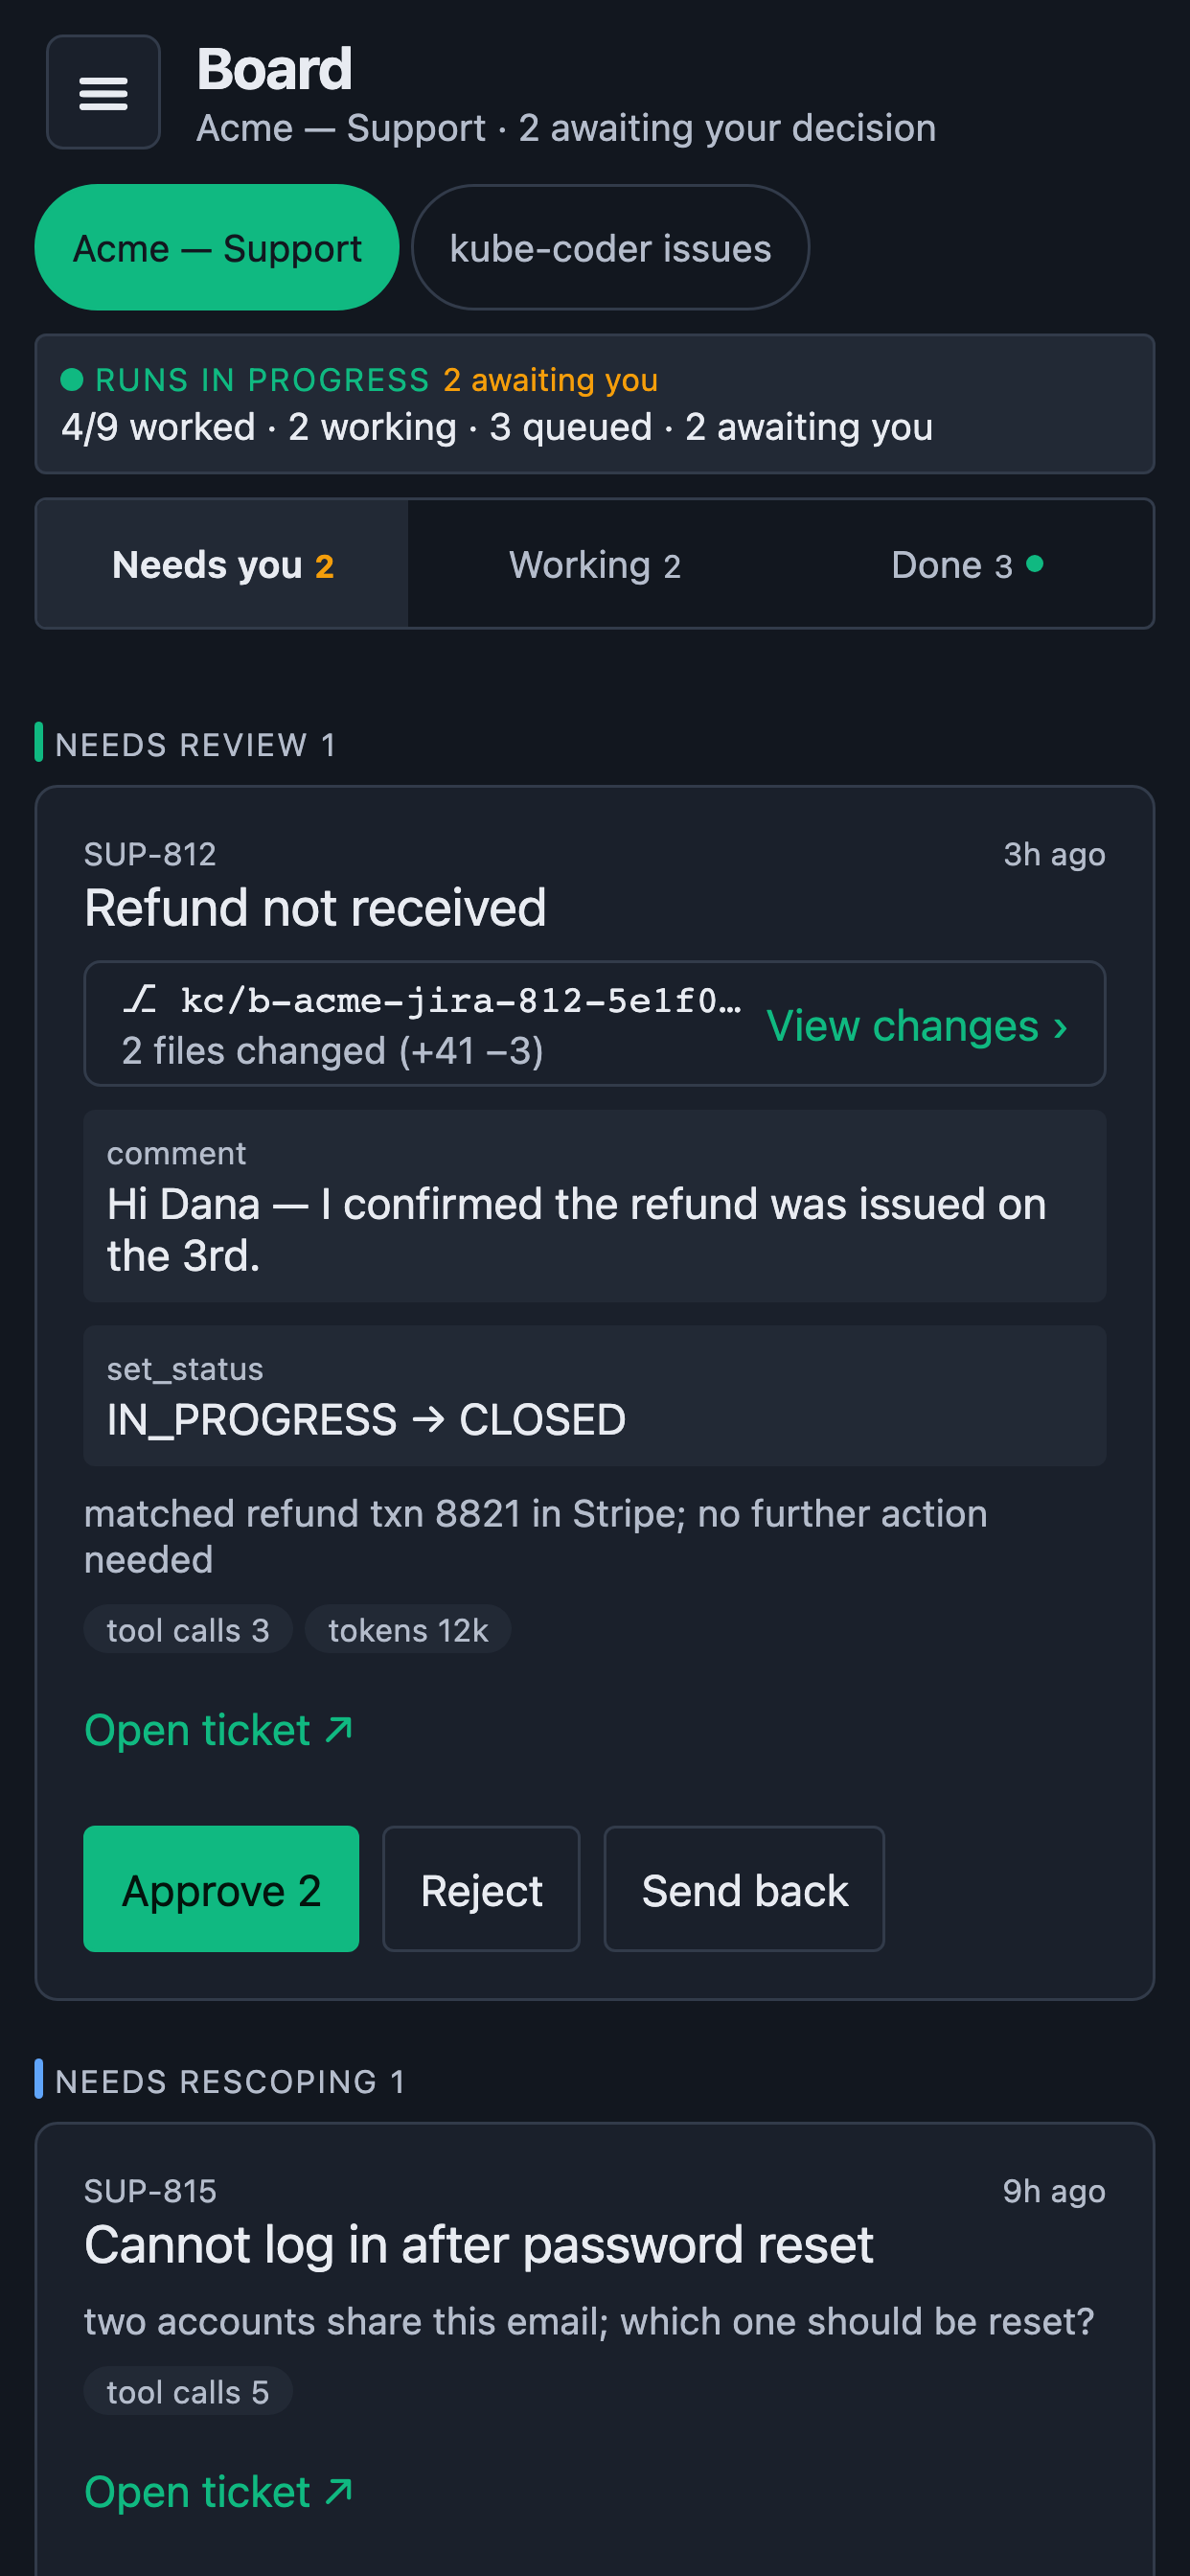 Board
Acme — Support · 2 awaiting your decision
Acme — Support
kube-coder issues
RUNS IN PROGRESS 2 awaiting you
4/9 worked · 2 working · 3 queued · 2 awaiting you
Needs you 2
Working 2
Done 3
NEEDS REVIEW 1
SUP-812
3h ago
Refund not received
kc/b-acme-jira-812-5e1f0…
2 files changed (+41 −3)
View changes ›
comment
Hi Dana — I confirmed the refund was issued on
the 3rd.
set_status
IN_PROGRESS → CLOSED
matched refund txn 8821 in Stripe; no further action
needed
tool calls 3
tokens 12k
Open ticket ↗
Approve 2
Reject
Send back
NEEDS RESCOPING 1
SUP-815
9h ago
Cannot log in after password reset
two accounts share this email; which one should be reset?
tool calls 5
Open ticket ↗